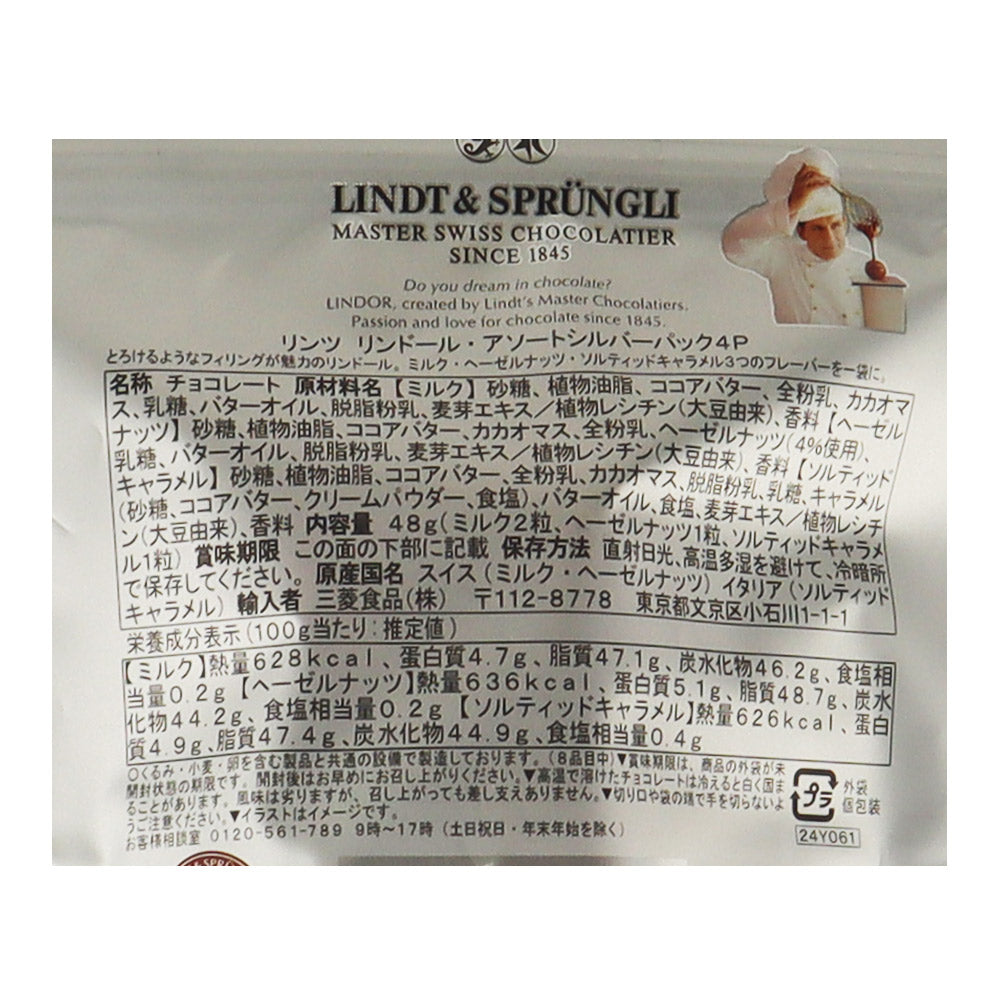 LINDT & SPRÜNGLI
MASTER SWISS CHOCOLATIER
SINCE 1845
Do you dream in chocolate?
LINDOR, created by Lindt's Master Chocolatiers.
Passion and love for chocolate since 1845.
リンツ リンドール・アソートシルバーパック4P
とろけるようなフィリングが魅力のリンドール。ミルク・ヘーゼルナッツ・ソルティッドキャラメル3つのフレーバーを一袋に。
名称 チョコレート 原材料名【ミルク】砂糖、植物油脂、ココアバター、全粉乳、カカオマ
ス、乳糖、バターオイル、脱脂粉乳、麦芽エキス/植物レシチン(大豆由来)、香料【ヘーゼル
ナッツ】砂糖、植物油脂、ココアバター、カカオマス、全粉乳、ヘーゼルナッツ(4%使用)、
乳糖、バターオイル、脱脂粉乳、麦芽エキス/植物レシチン(大豆由来)、香料【ソルティッド
キャラメル】砂糖、植物油脂、ココアバター、全粉乳、カカオマス、脱脂粉乳、乳糖、キャラメル
(砂糖、ココアバター、クリームパウダー、食塩)、バターオイル、食塩、麦芽エキス/植物レシチ
ン(大豆由来)、香料 内容量 48g(ミルク2粒、ヘーゼルナッツ1粒、ソルティッドキャラメ
ル1粒) 賞味期限 この面の下部に記載 保存方法 直射日光、高温多湿を避けて、冷暗所
で保存してください。原産国名 スイス(ミルク・ヘーゼルナッツ) イタリア(ソルティッド
キャラメル) 輸入者 三菱食品(株) 〒112-8778 東京都文京区小石川1-1-1
栄養成分表示(100g当たり:推定値)
【ミルク】熱量628kcal、蛋白質4.7g、脂質47.1g、炭水化物46.2g、食塩相
当量0.2g【ヘーゼルナッツ】熱量636kcal、蛋白質5.1g、脂質48.7g、炭水
化物44.2g、食塩相当量0.2g【ソルティッドキャラメル】熱量626kcal、蛋白
質4.9g、脂質47.4g、炭水化物44.9g、食塩相当量0.4g
○くるみ・小麦・卵を含む製品と共通の設備で製造しております。(8品目中)▼賞味期限は、商品の外袋が未
開封状態の期限です。開封後はお早めにお召し上がりください。▼高温で溶けたチョコレートは冷えると白く固ま
ることがあります。風味は劣りますが、召し上がっても差し支えありません。▼切り口や袋の端で手を切らないよ
うご注意ください。▼イラストはイメージです。
お客様相談室 0120-561-789 9時～17時(土日祝日・年末年始を除く)
プラ
外袋
個包装
24Y061